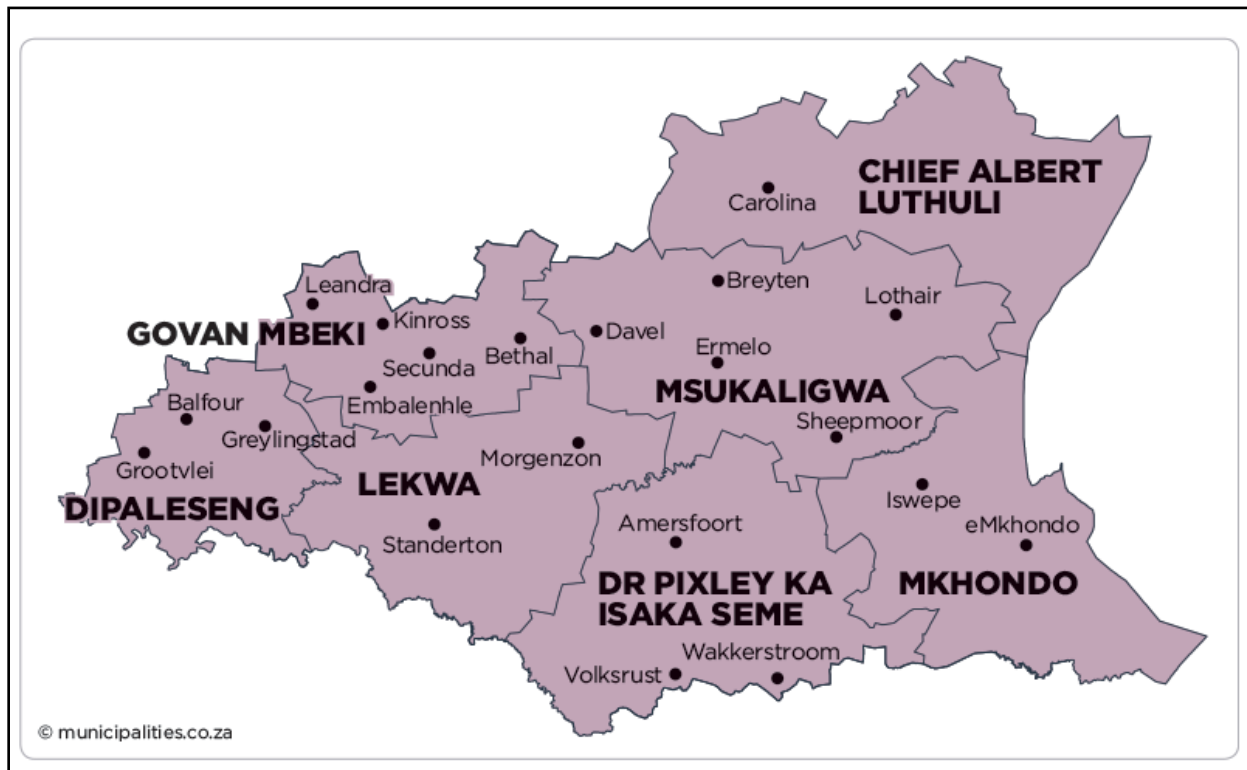 CHIEF ALBERT
LUTHULI
Carolina
Breyten
Lothair
Leandra
Kinross
GOVAN MBEKI
Davel
Bethal
Ermelo
Secunda
MSUKALIGWA
Embalenhle
Balfour
Sheepmoor
Greylingstad
Morgenzon
Grootvlei
LEKWA
Iswepe
DIPALESENG
Amersfoort
eMkhondo
Standerton
DR PIXLEY KA
ISAKA SEME
MKHONDO
Wakkerstroom
Volksrust
© municipalities.co.za